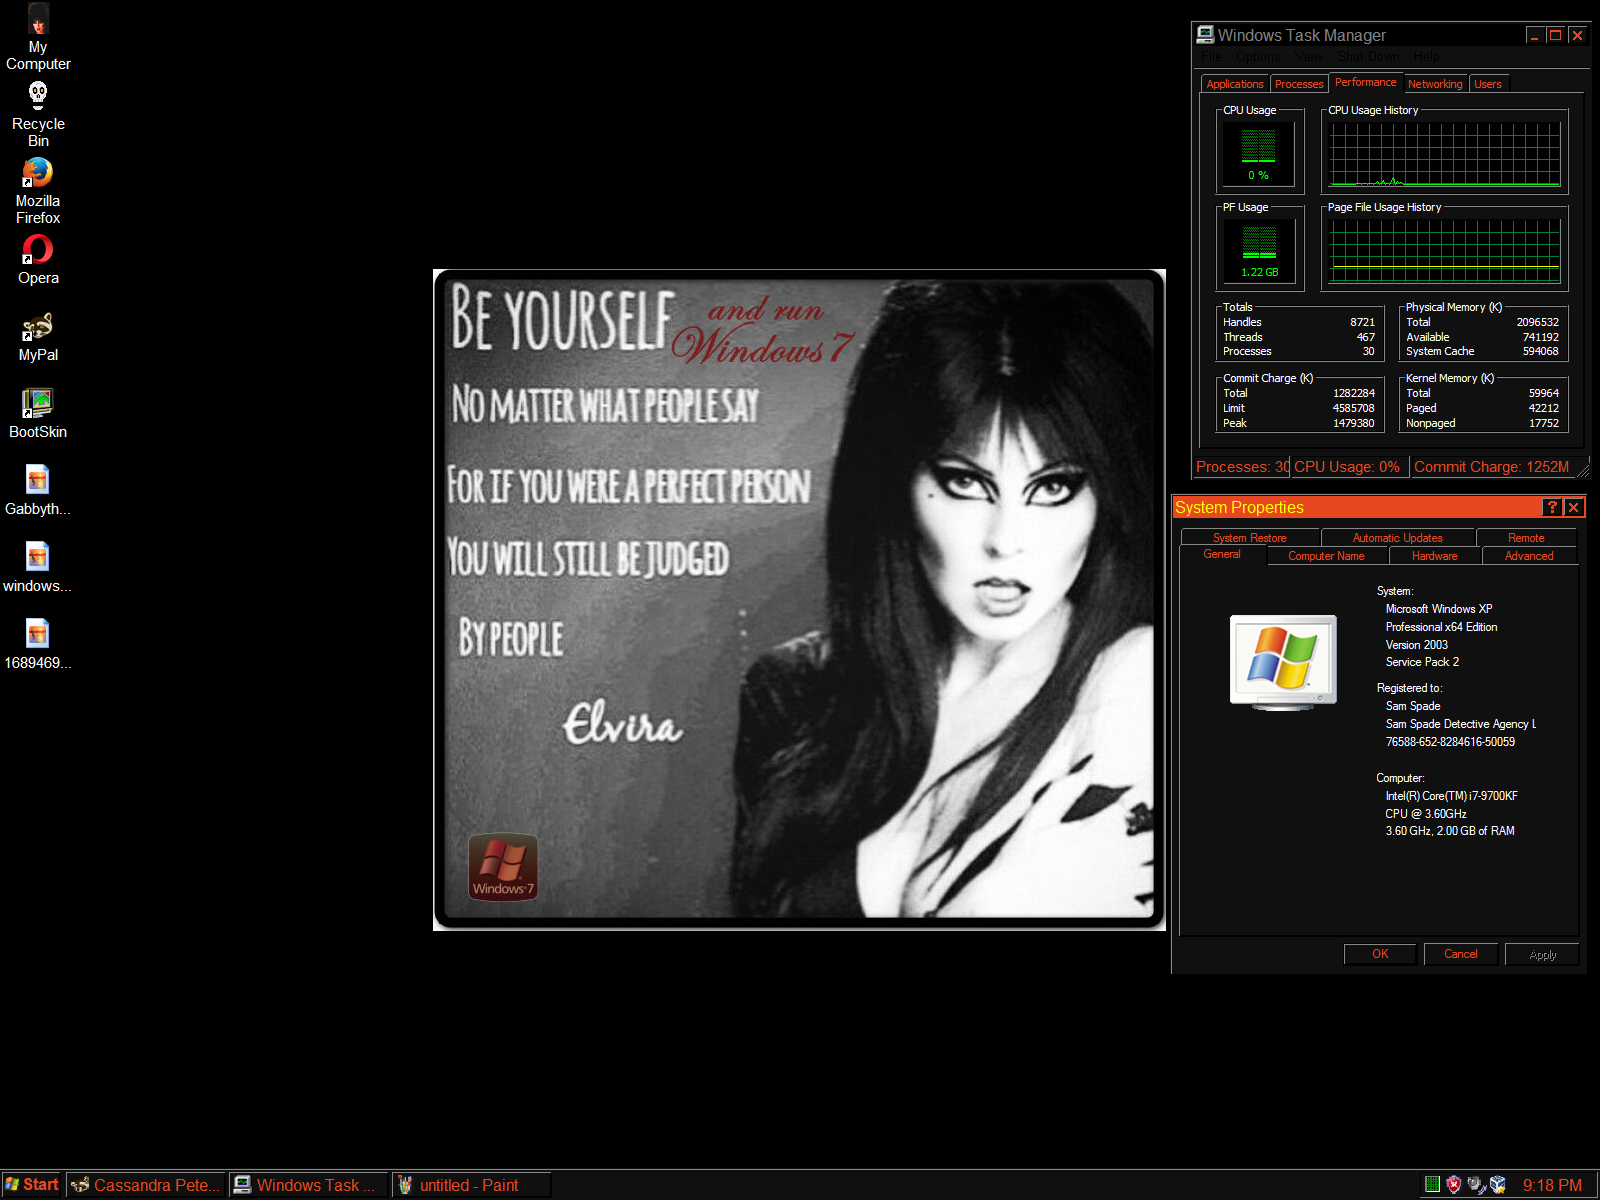 My
Computer
Recycle
Bin
Mozilla
Firefox
Opera
MyPal
BootSkin
Gabbyth...
windows...
1689469...
BE YOURSELF
and run
Windows 7
NO MATTER WHAT PEOPLE SAY
FOR IF YOU WERE A PERFECT PERSON
YOU WILL STILL BE JUDGED
BY PEOPLE
Elvira
Windows 7
Windows Task Manager
File Options View Shut Down Help
Applications Processes Performance Networking Users
CPU Usage
CPU Usage History
0 %
PF Usage
Page File Usage History
1.22 GB
Totals
Handles 8721
Threads 467
Processes 30
Physical Memory (K)
Total 2096532
Available 741192
System Cache 594068
Commit Charge (K)
Total 1282284
Limit 4585708
Peak 1479380
Kernel Memory (K)
Total 59964
Paged 42212
Nonpaged 17752
Processes: 30 CPU Usage: 0% Commit Charge: 1252M
System Properties
System Restore Automatic Updates Remote
General Computer Name Hardware Advanced
System:
Microsoft Windows XP
Professional x64 Edition
Version 2003
Service Pack 2
Registered to:
Sam Spade
Sam Spade Detective Agency L
76588-652-8284616-50059
Computer:
Intel(R) Core(TM) i7-9700KF
CPU @ 3.60GHz
3.60 GHz, 2.00 GB of RAM
OK Cancel Apply
Start Cassandra Pete... Windows Task ... untitled - Paint 9:18 PM